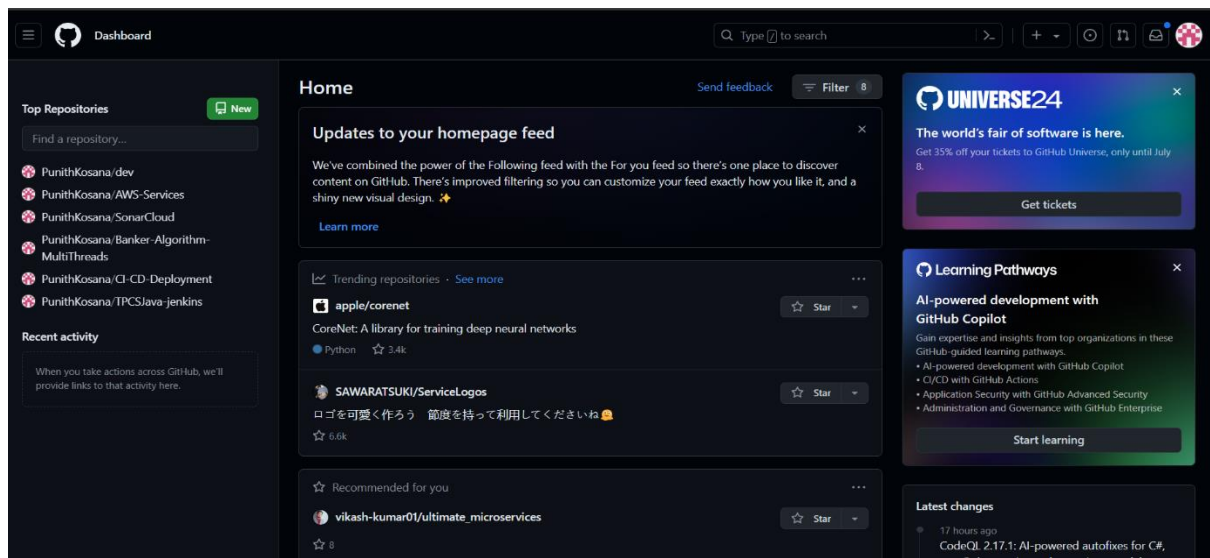 Dashboard
Type / to search
Top Repositories
New
Find a repository...
PunithKosana/dev
PunithKosana/AWS-Services
PunithKosana/SonarCloud
PunithKosana/Banker-Algorithm-
MultiThreads
PunithKosana/CI-CD-Deployment
PunithKosana/TPCSJava-jenkins
Recent activity
When you take actions across GitHub, we'll
provide links to that activity here.
Home
Send feedback
Filter 8
Updates to your homepage feed
We've combined the power of the Following feed with the For you feed so there's one place to discover
content on GitHub. There's improved filtering so you can customize your feed exactly how you like it, and a
shiny new visual design. ✨
Learn more
Trending repositories · See more
apple/corenet
Star
CoreNet: A library for training deep neural networks
Python 3.4k
SAWARATSUKI/ServiceLogos
Star
ロゴを可愛く作ろう 節度を持って利用してくださいね
6.6k
Recommended for you
vikash-kumar01/ultimate_microservices
Star
8
UNIVERSE24
The world's fair of software is here.
Get 35% off your tickets to GitHub Universe, only until July
8.
Get tickets
Learning Pathways
AI-powered development with
GitHub Copilot
Gain expertise and insights from top organizations in these
GitHub-guided learning pathways.
• AI-powered development with GitHub Copilot
• CI/CD with GitHub Actions
• Application Security with GitHub Advanced Security
• Administration and Governance with GitHub Enterprise
Start learning
Latest changes
17 hours ago
CodeQL 2.17.1: AI-powered autofixes for C#,